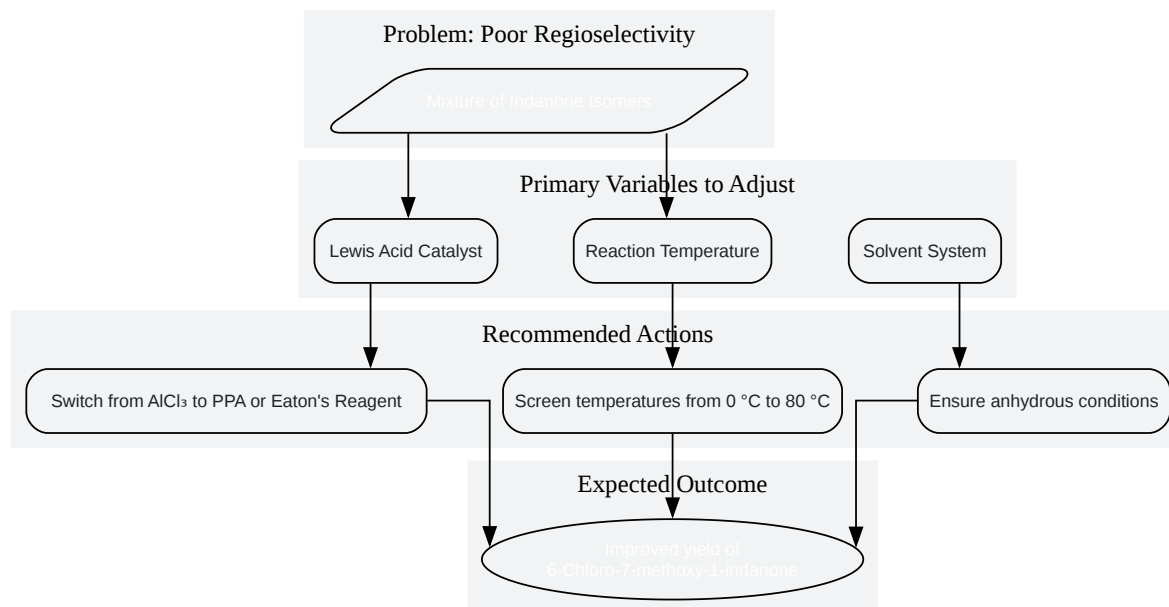 Problem: Poor Regioselectivity
Mixture of Indanone Isomers
Primary Variables to Adjust
Lewis Acid Catalyst
Reaction Temperature
Solvent System
Recommended Actions
Switch from AlCl₃ to PPA or Eaton's Reagent
Screen temperatures from 0 °C to 80 °C
Ensure anhydrous conditions
Expected Outcome
Improved yield of
6-Chloro-7-methoxy-1-indanone